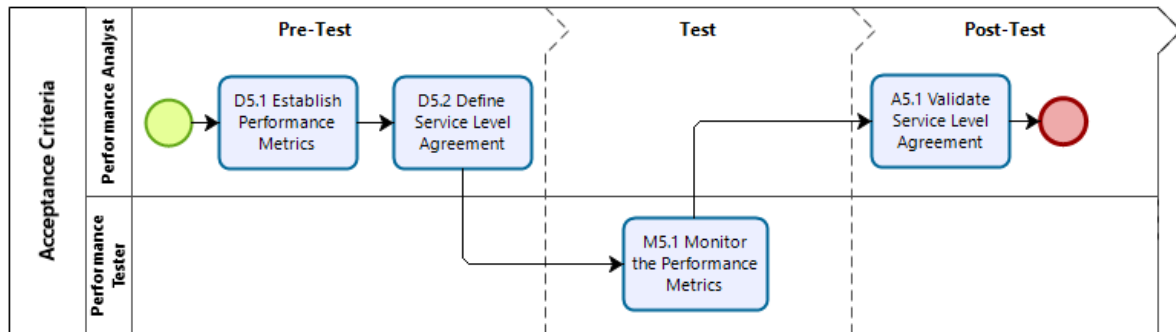 Acceptance Criteria
Performance Analyst
Performance
Tester
Pre-Test
Test
Post-Test
D5.1 Establish
Performance
Metrics
D5.2 Define
Service Level
Agreement
M5.1 Monitor
the Performance
Metrics
A5.1 Validate
Service Level
Agreement